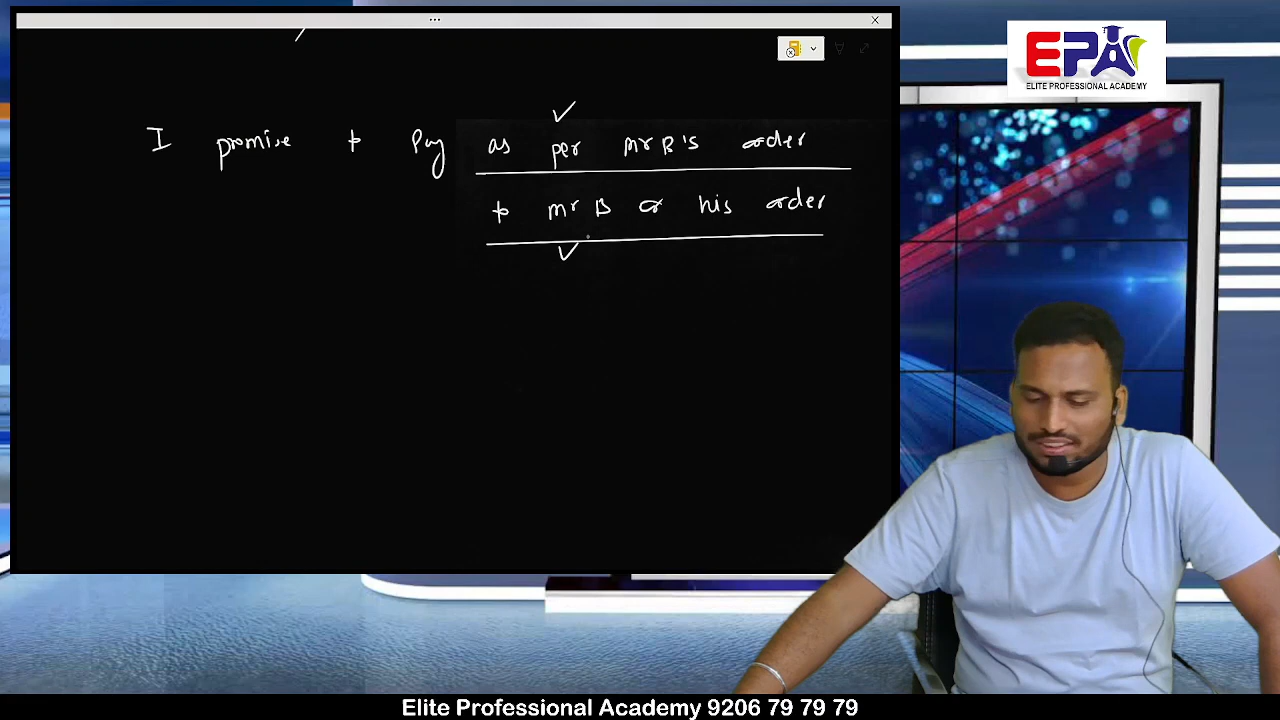 EPA
ELITE PROFESSIONAL ACADEMY
I promise to pay as per mr B's order
to mr B or his order
Elite Professional Academy 9206 79 79 79